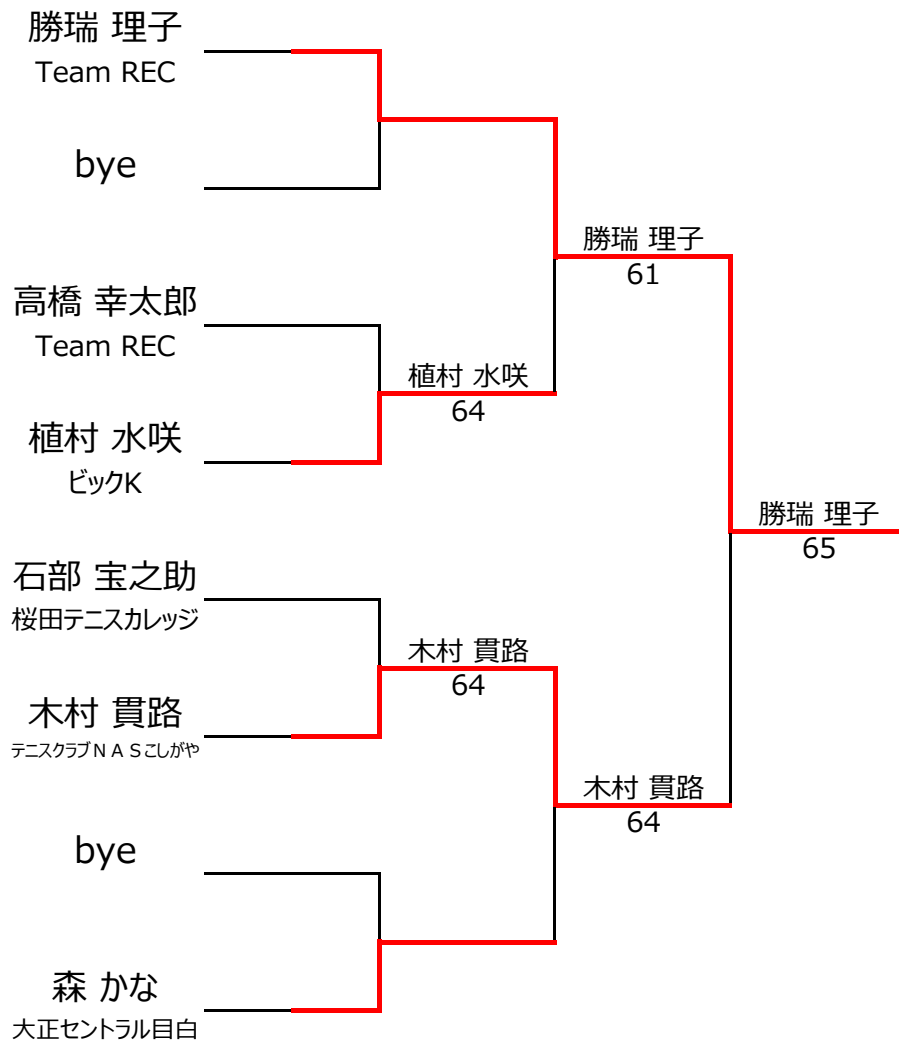 勝瑞 理子
Team REC
bye
高橋 幸太郎
Team REC
植村 水咲
ビックK
石部 宝之助
桜田テニスカレッジ
木村 貫路
テニスクラブＮＡＳこしがや
bye
森 かな
大正セントラル目白
植村 水咲
64
木村 貫路
64
勝瑞 理子
61
木村 貫路
64
勝瑞 理子
65